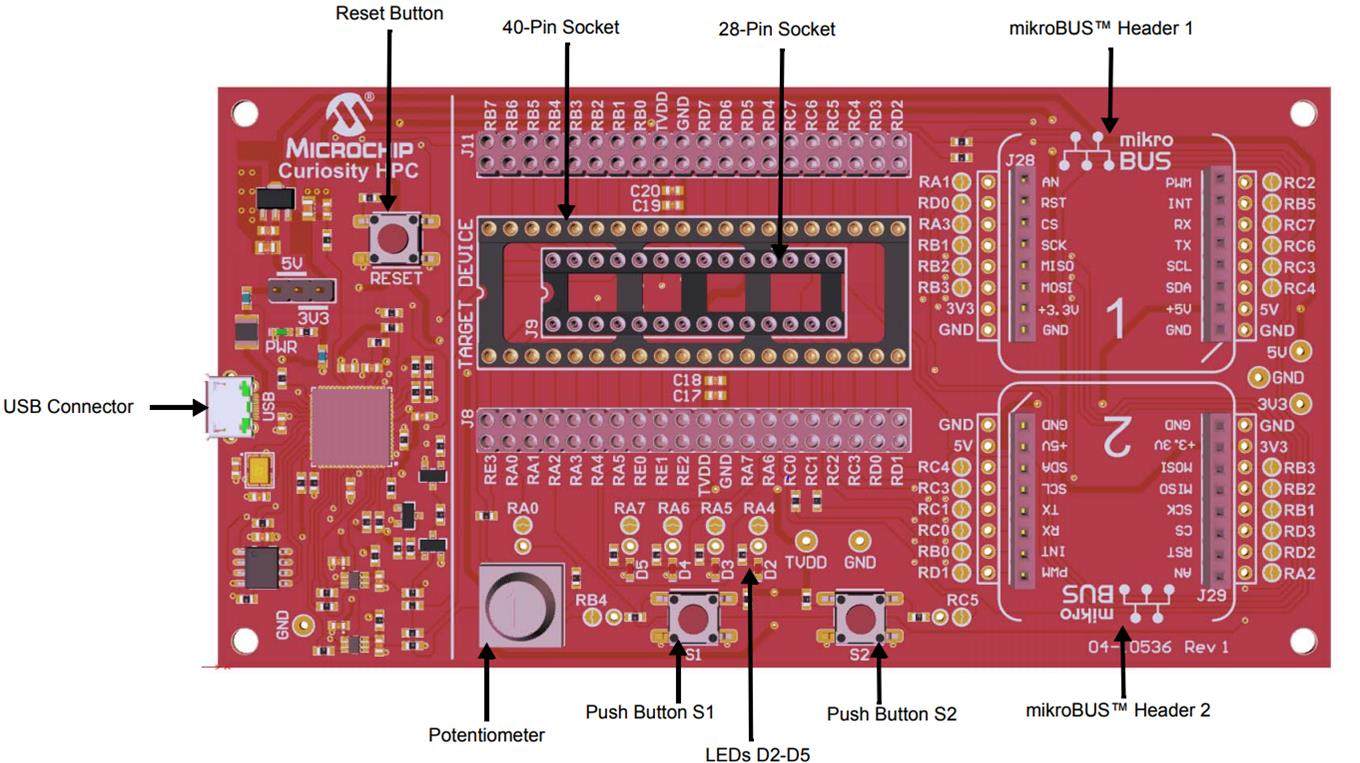 Reset Button
40-Pin Socket
28-Pin Socket
mikroBUS™ Header 1
MICROCHIP®
Curiosity HPC
RESET
5V
3V3
PWR
USB
USB Connector
GND
J11
RB7 RB6 RB5 RB4 RB3 RB2 RB1 RB0 TVDD GND RD7 RD6 RD5 RD4 RC7 RC6 RC5 RC4 RD3 RD2
C20
C19
TARGET DEVICE
J9
C18
C17
J8
RE3 RA0 RA1 RA2 RA3 RA4 RA5 RE0 RE1 RE2 TVDD GND RA7 RA6 RC0 RC1 RC2 RC3 RD0 RD1
RA0
RA7 RA6 RA5 RA4
D5 D4 D3 D2
TVDD GND
RB4
RC5
S1
S2
mikro
BUS
J28
RA1 AN PWM RC2
RD0 RST INT RB5
RA3 CS RX RC7
RB1 SCK TX RC6
RB2 MISO SCL RC3
RB3 MOSI SDA RC4
3V3 +3.3V +5V 5V
GND GND GND GND
1
5V
GND
3V3
2
GND GND GND GND
5V +5V +3.3V 3V3
RC4 SDA MOSI RB3
RC3 SCL MISO RB2
RC1 TX SCK RB1
RC0 RX CS RD3
RB0 INT RST RD2
RD1 PWM AN RA2
J29
mikro
BUS
04-10536 Rev 1
Potentiometer
Push Button S1
LEDs D2-D5
Push Button S2
mikroBUS™ Header 2